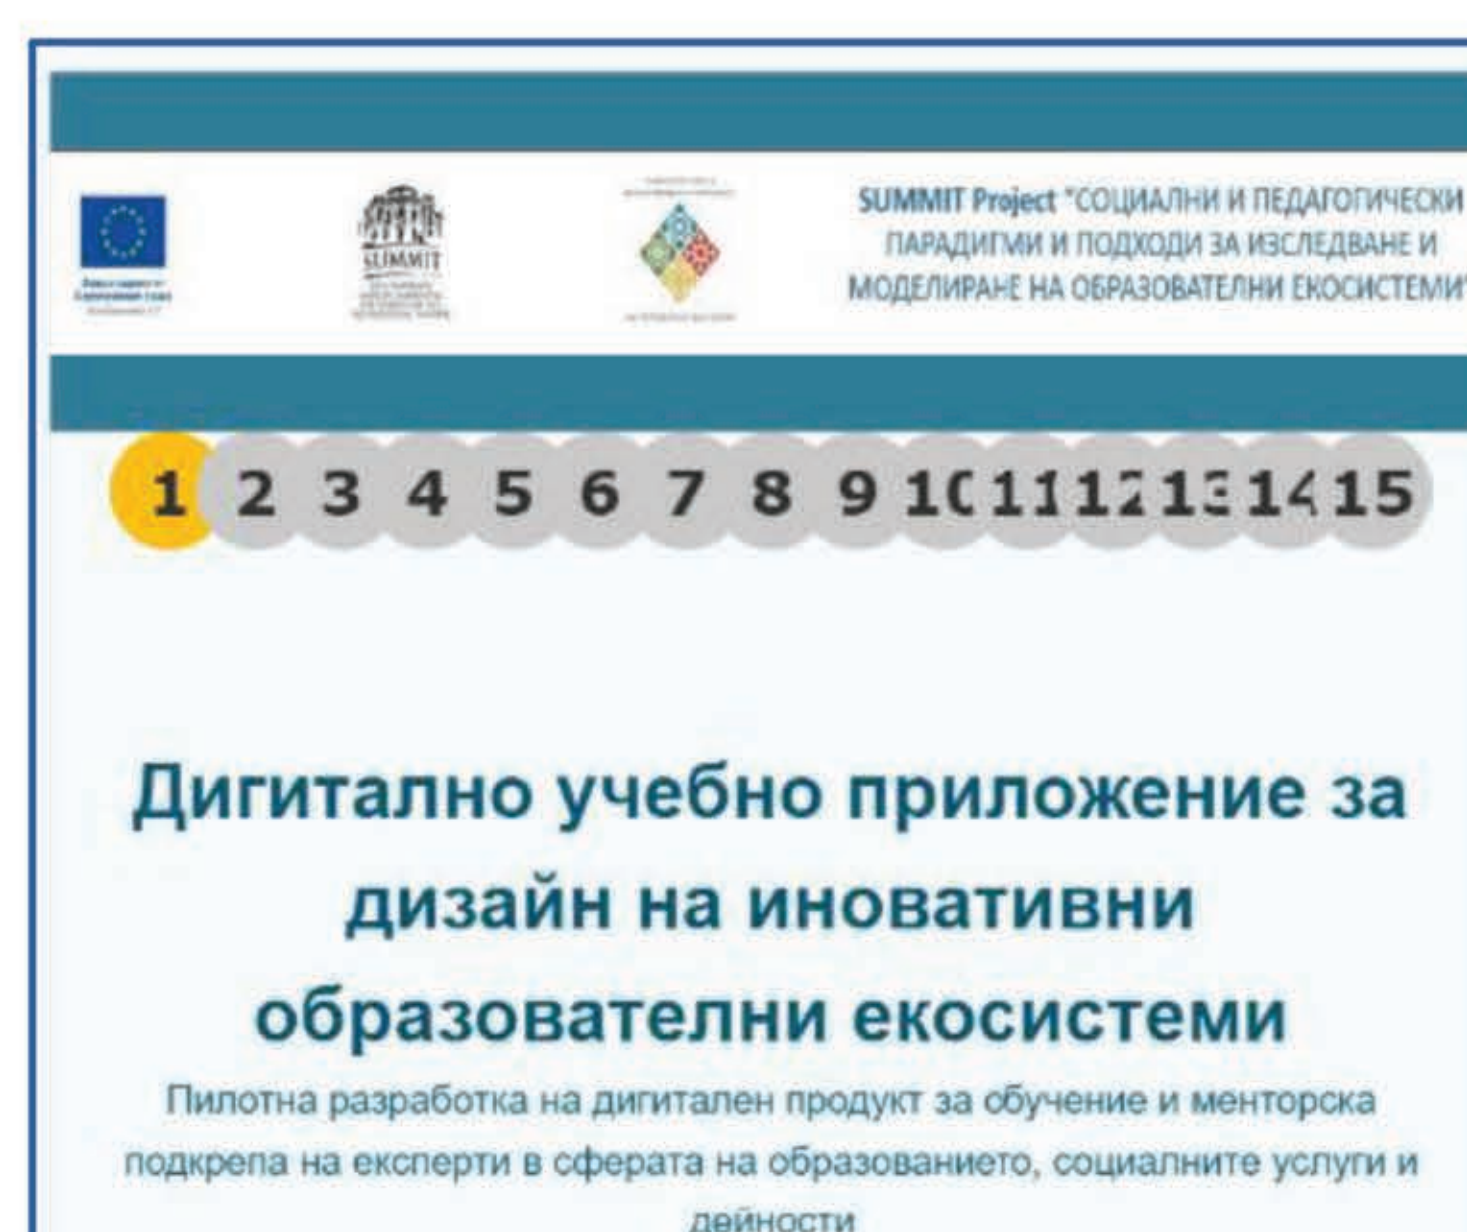 SUMMIT Project "СОЦИАЛНИ И ПЕДАГОГИЧЕСКИ
ПАРАДИГМИ И ПОДХОДИ ЗА ИЗСЛЕДВАНЕ И
МОДЕЛИРАНЕ НА ОБРАЗОВАТЕЛНИ ЕКОСИСТЕМИ"
SUMMIT
1 2 3 4 5 6 7 8 9 10 11 12 13 14 15
Дигитално учебно приложение за
дизайн на иновативни
образователни екосистеми
Пилотна разработка на дигитален продукт за обучение и менторска
подкрепа на експерти в сферата на образованието, социалните услуги и
дейности